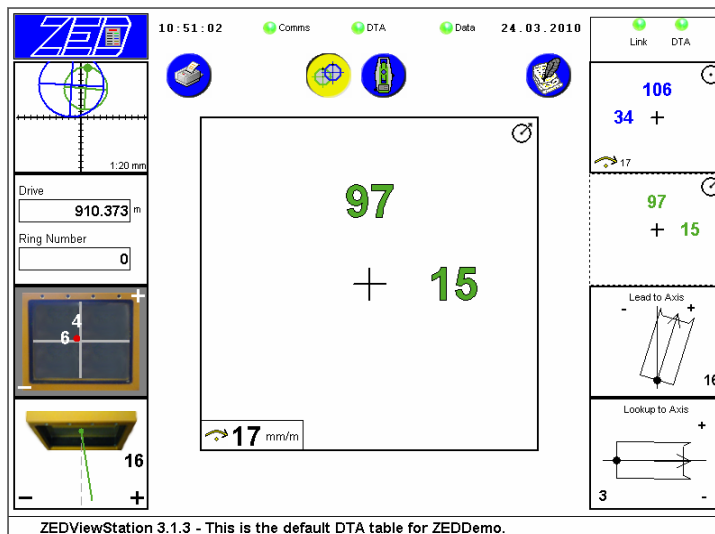 ZED
10:51:02
Comms
DTA
Data
24.03.2010
Link
DTA
1:20 mm
Drive
910.373 m
Ring Number
0
+
4
6
−
16
− +
97
15
17 mm/m
106
34
17
97
15
Lead to Axis
- +
16
Lookup to Axis
+
3 -
ZEDViewStation 3.1.3 - This is the default DTA table for ZEDDemo.